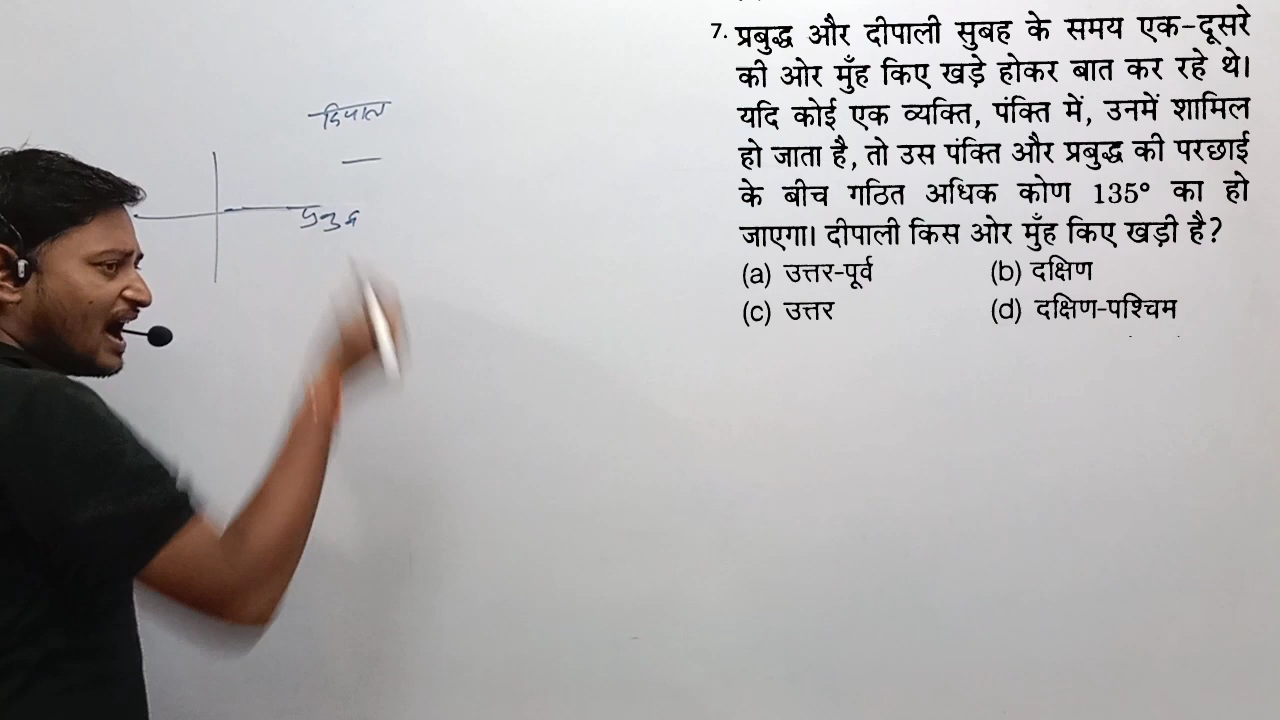 7. प्रबुद्ध और दीपाली सुबह के समय एक-दूसरे
की ओर मुँह किए खड़े होकर बात कर रहे थे।
यदि कोई एक व्यक्ति, पंक्ति में, उनमें शामिल
हो जाता है, तो उस पंक्ति और प्रबुद्ध की परछाई
के बीच गठित अधिक कोण 135° का हो
जाएगा। दीपाली किस ओर मुँह किए खड़ी है?
(a) उत्तर-पूर्व (b) दक्षिण
(c) उत्तर (d) दक्षिण-पश्चिम